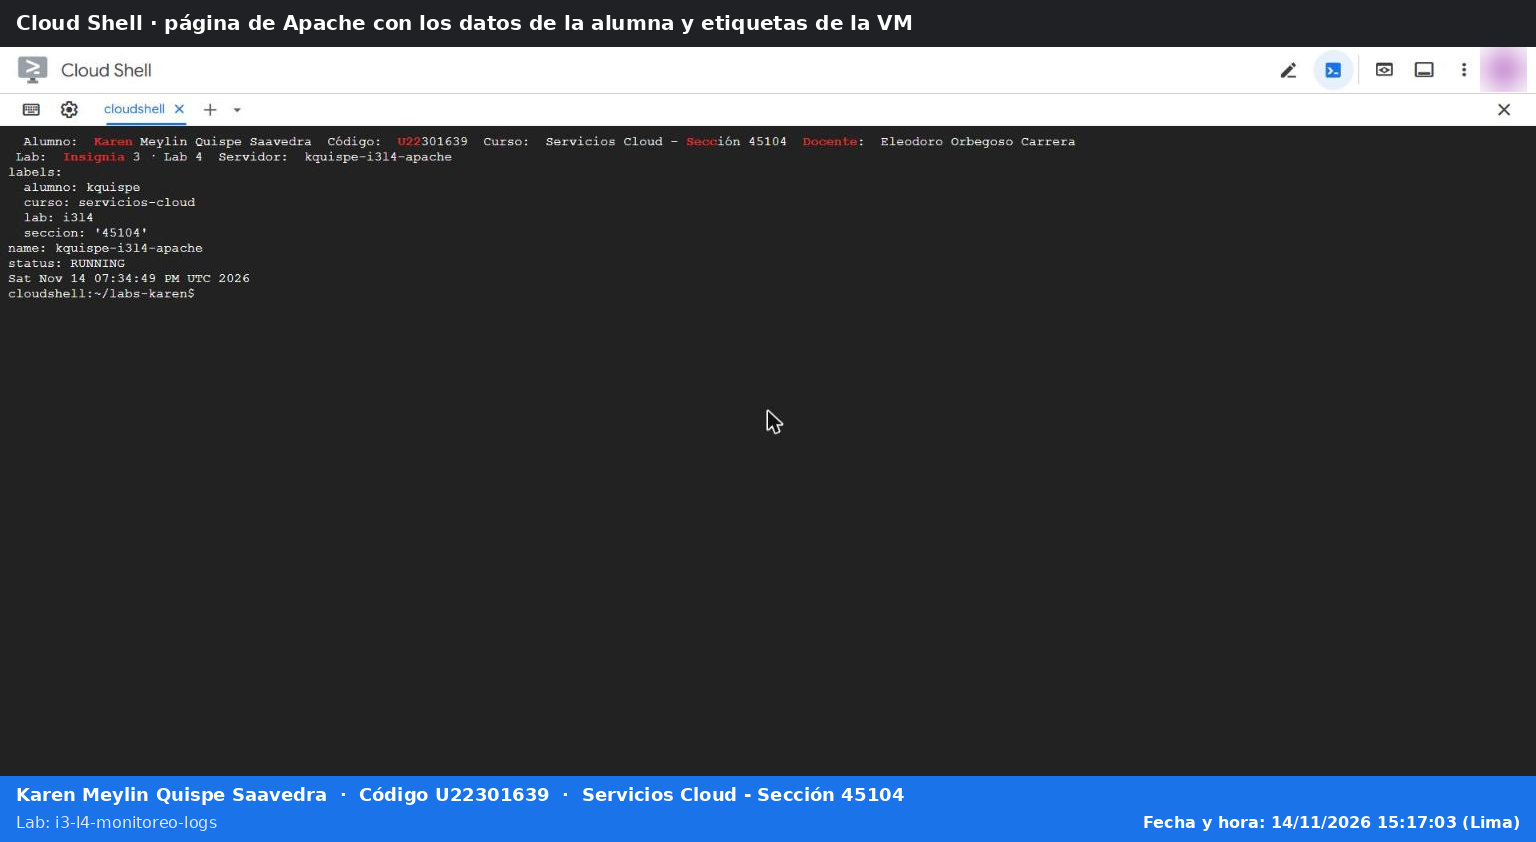 Cloud Shell · página de Apache con los datos de la alumna y etiquetas de la VM
Cloud Shell
cloudshell
Alumno: Karen Meylin Quispe Saavedra Código: U22301639 Curso: Servicios Cloud - Sección 45104 Docente: Eleodoro Orbegoso Carrera
Lab: Insignia 3 · Lab 4 Servidor: kquispe-i3l4-apache
labels:
alumno: kquispe
curso: servicios-cloud
lab: i3l4
seccion: '45104'
name: kquispe-i3l4-apache
status: RUNNING
Sat Nov 14 07:34:49 PM UTC 2026
cloudshell:~/labs-karen$
Karen Meylin Quispe Saavedra · Código U22301639 · Servicios Cloud - Sección 45104
Lab: i3-l4-monitoreo-logs
Fecha y hora: 14/11/2026 15:17:03 (Lima)